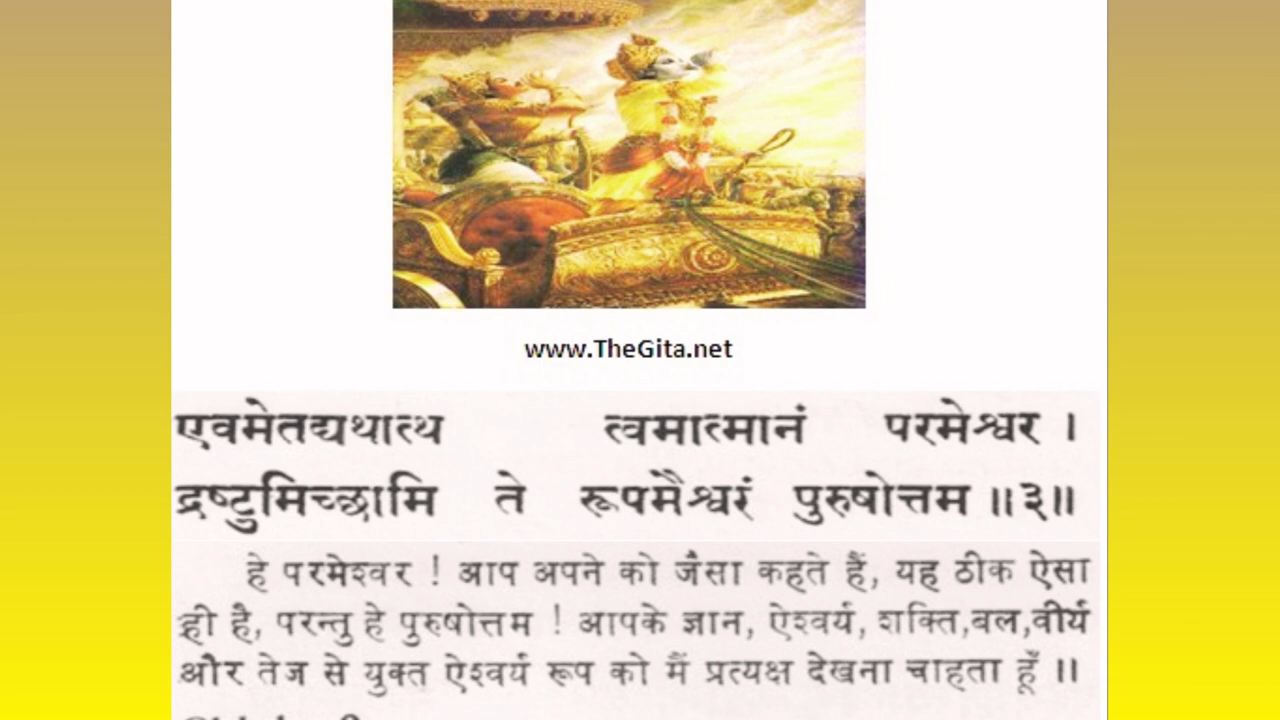 www.TheGita.net
एवमेतद्यथात्थ त्वमात्मानं परमेश्वर ।
द्रष्टुमिच्छामि ते रूपमैश्वरं पुरुषोत्तम ॥३॥
हे परमेश्वर ! आप अपने को जैसा कहते हैं, यह ठीक ऐसा
ही है, परन्तु हे पुरुषोत्तम ! आपके ज्ञान, ऐश्वर्य, शक्ति,बल,वीर्य
और तेज से युक्त ऐश्वर्य रूप को मैं प्रत्यक्ष देखना चाहता हूँ ॥